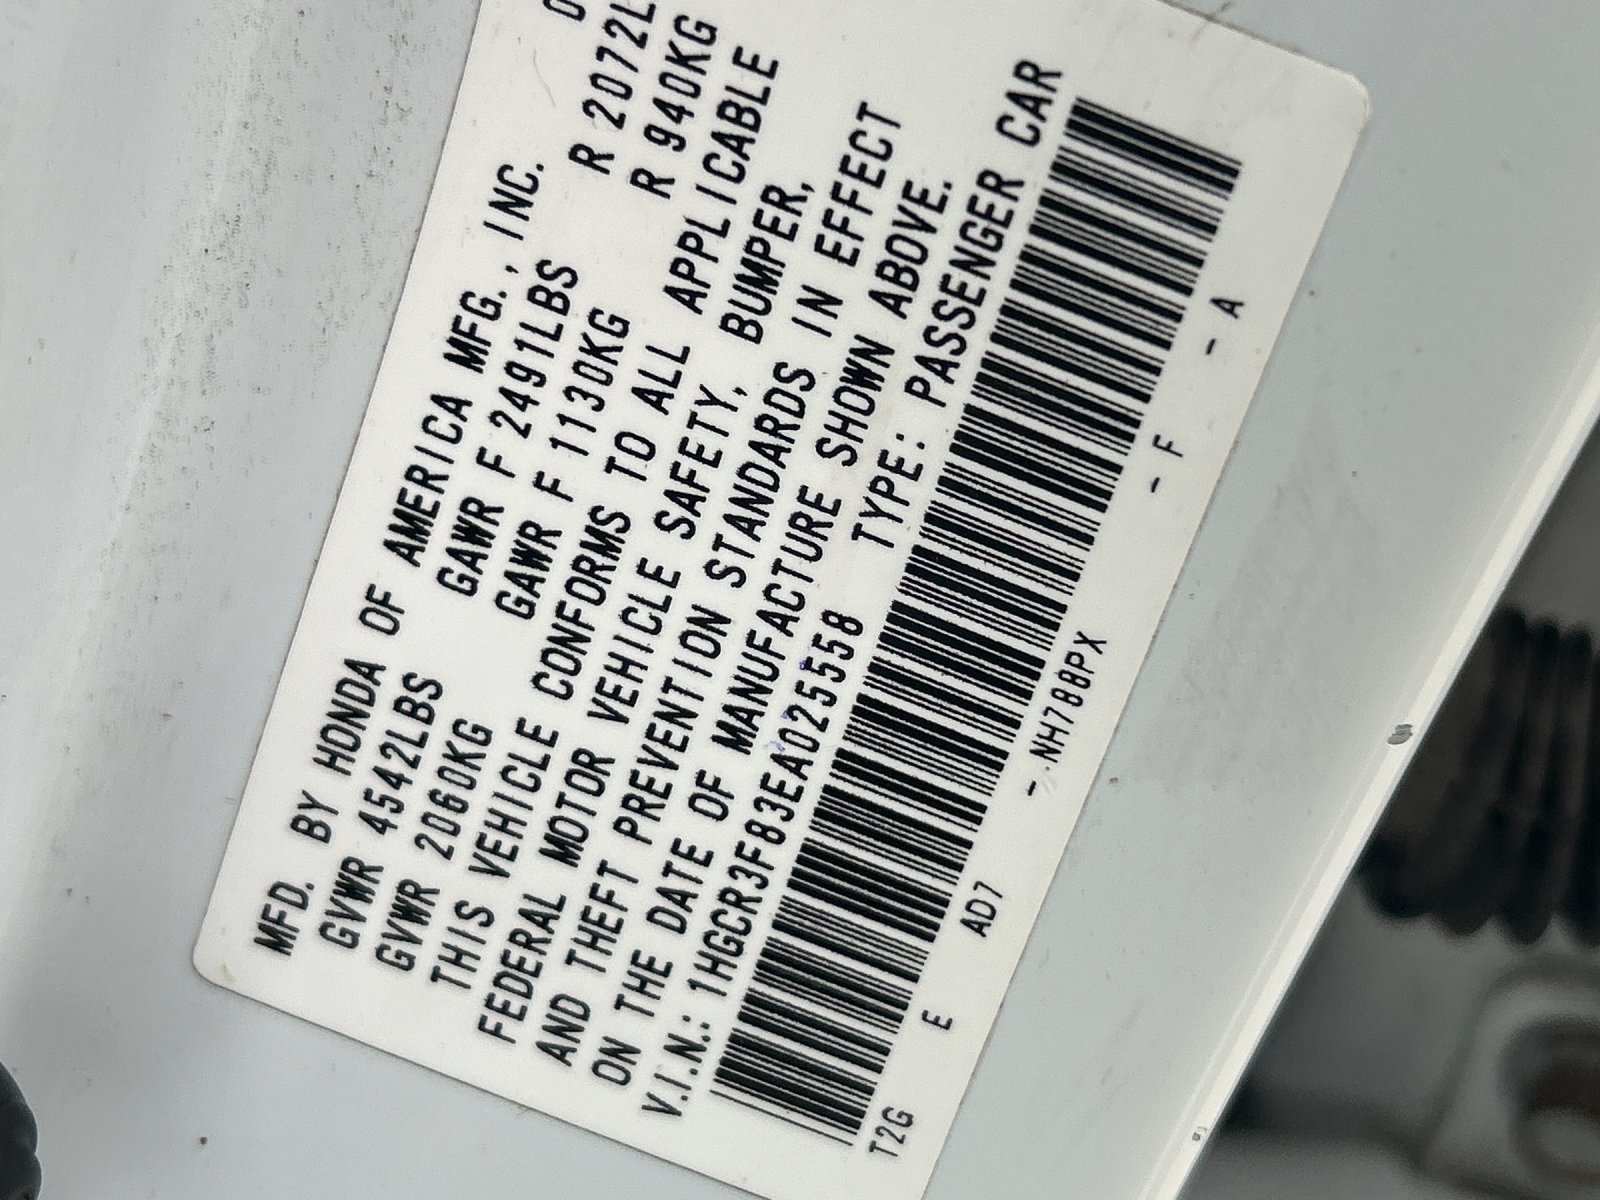 MFD. BY HONDA OF AMERICA MFG., INC.
GVWR 4542LBS GAWR F 2491LBS R 2072L
GVWR 2060KG GAWR F 1130KG R 940KG
THIS VEHICLE CONFORMS TO ALL APPLICABLE
FEDERAL MOTOR VEHICLE SAFETY, BUMPER,
AND THEFT PREVENTION STANDARDS IN EFFECT
ON THE DATE OF MANUFACTURE SHOWN ABOVE.
V.I.N.: 1HGCR3F83EA025558 TYPE: PASSENGER CAR
T2G E AD7 - NH788PX - F - A